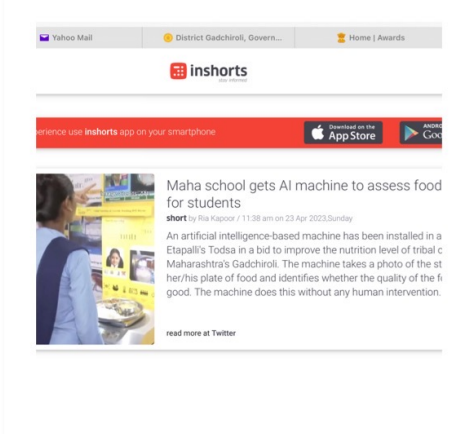 Yahoo Mail
District Gadchiroli, Govern...
Home | Awards
inshorts
stay informed
erience use inshorts app on your smartphone
Download on the
App Store
ANDRO
Goo
Maha school gets AI machine to assess food
for students
short by Ria Kapoor / 11:38 am on 23 Apr 2023,Sunday
An artificial intelligence-based machine has been installed in a
Etapalli's Todsa in a bid to improve the nutrition level of tribal c
Maharashtra's Gadchiroli. The machine takes a photo of the st
her/his plate of food and identifies whether the quality of the fo
good. The machine does this without any human intervention.
read more at Twitter